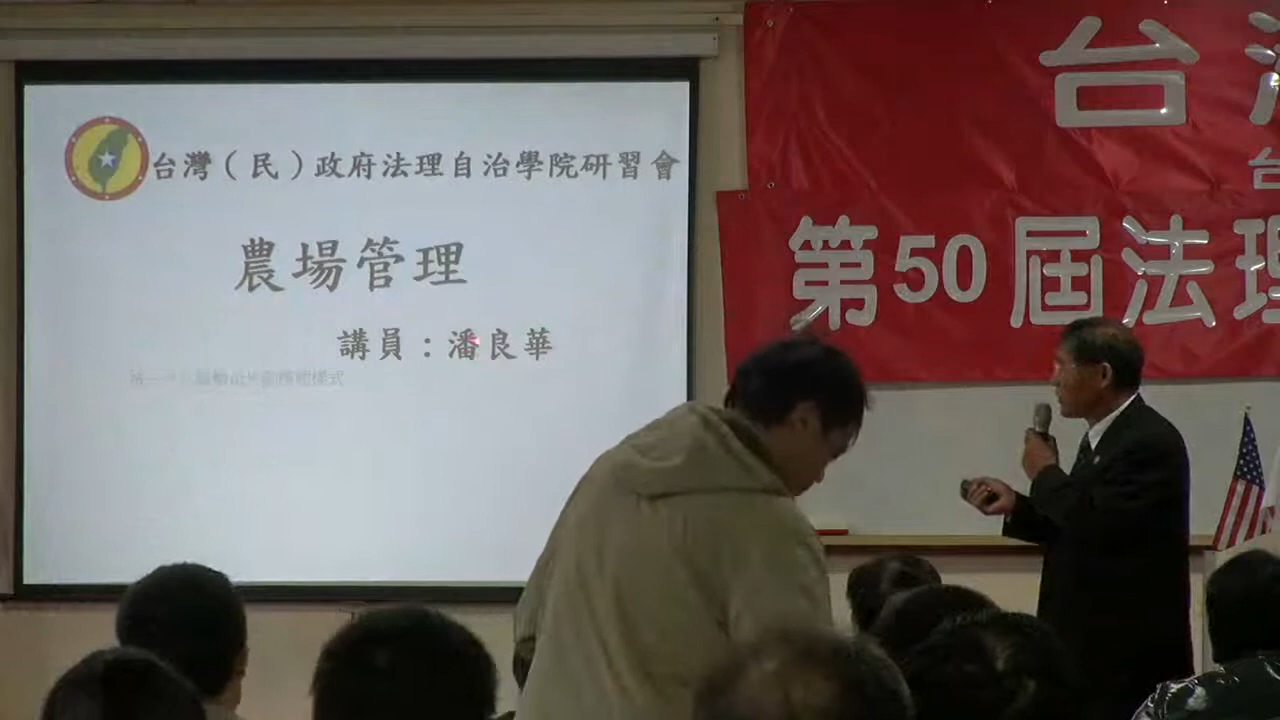 台灣（民）政府法理自治學院研習會
農場管理
講員：潘良華
台
台
第50屆法理